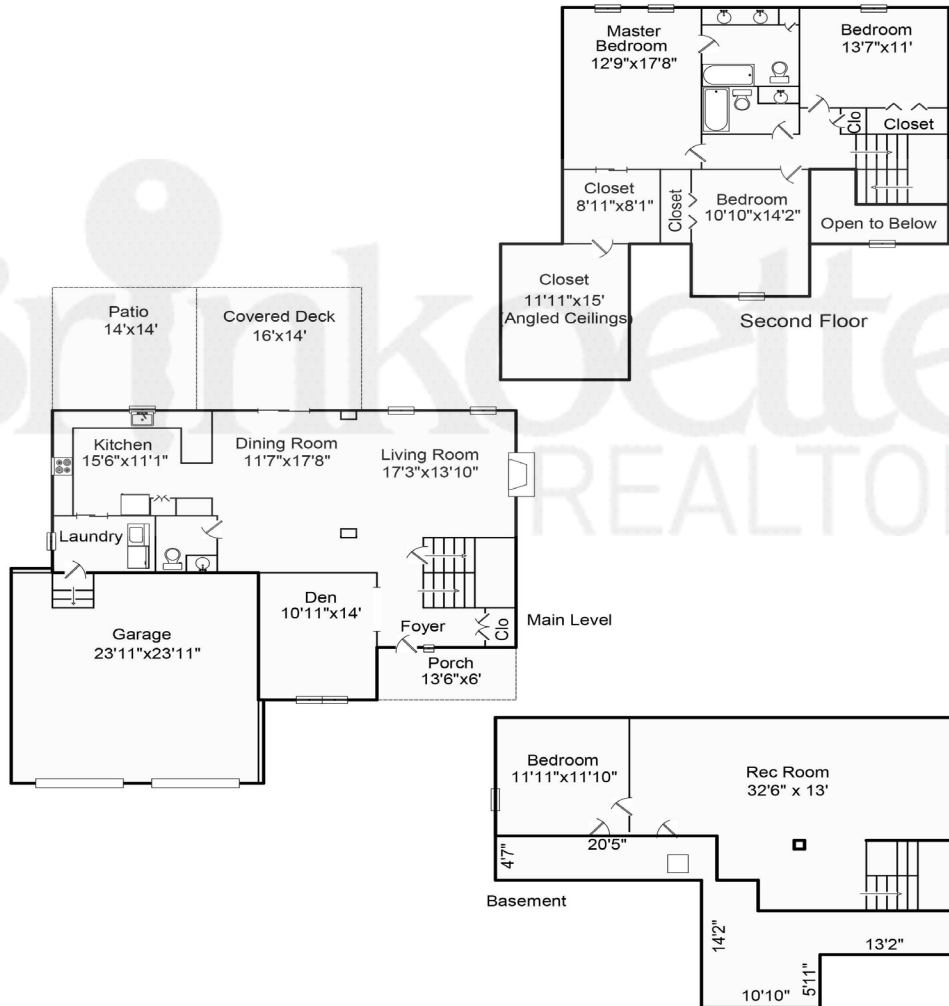 Master
Bedroom
12'9"x17'8"
Bedroom
13'7"x11'
Clo
Closet
Closet
8'11"x8'1"
Closet
Bedroom
10'10"x14'2"
Open to Below
Closet
11'11"x15'
(Angled Ceilings)
Second Floor
Patio
14'x14'
Covered Deck
16'x14'
Kitchen
15'6"x11'1"
Dining Room
11'7"x17'8"
Living Room
17'3"x13'10"
Laundry
Den
10'11"x14'
Foyer
Clo
Main Level
Garage
23'11"x23'11"
Porch
13'6"x6'
Bedroom
11'11"x11'10"
Rec Room
32'6" x 13'
20'5"
4'7"
Basement
14'2"
13'2"
5'11"
10'10"
Brinkoette
REALTOR